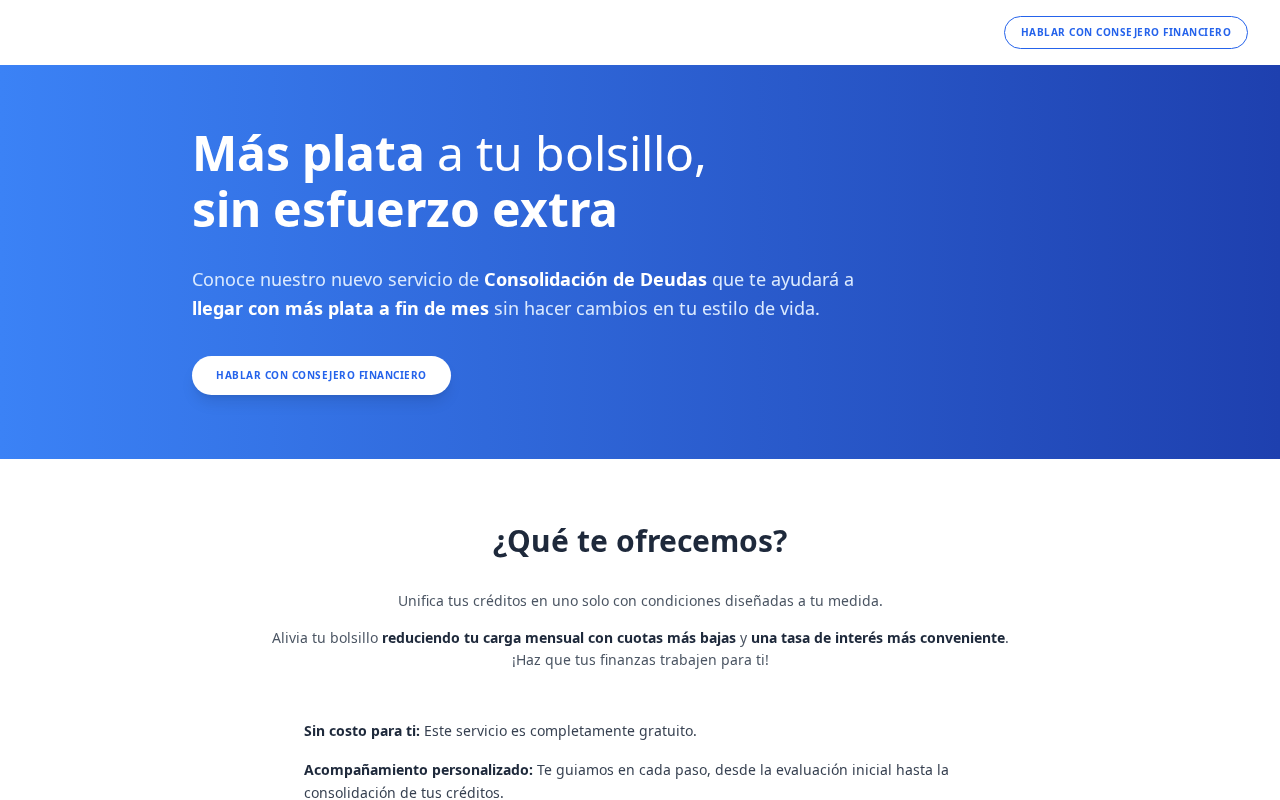 HABLAR CON CONSEJERO FINANCIERO
Más plata a tu bolsillo,
sin esfuerzo extra
Conoce nuestro nuevo servicio de Consolidación de Deudas que te ayudará a
llegar con más plata a fin de mes sin hacer cambios en tu estilo de vida.
HABLAR CON CONSEJERO FINANCIERO
¿Qué te ofrecemos?
Unifica tus créditos en uno solo con condiciones diseñadas a tu medida.
Alivia tu bolsillo reduciendo tu carga mensual con cuotas más bajas y una tasa de interés más conveniente.
¡Haz que tus finanzas trabajen para ti!
Sin costo para ti: Este servicio es completamente gratuito.
Acompañamiento personalizado: Te guiamos en cada paso, desde la evaluación inicial hasta la
consolidación de tus créditos.